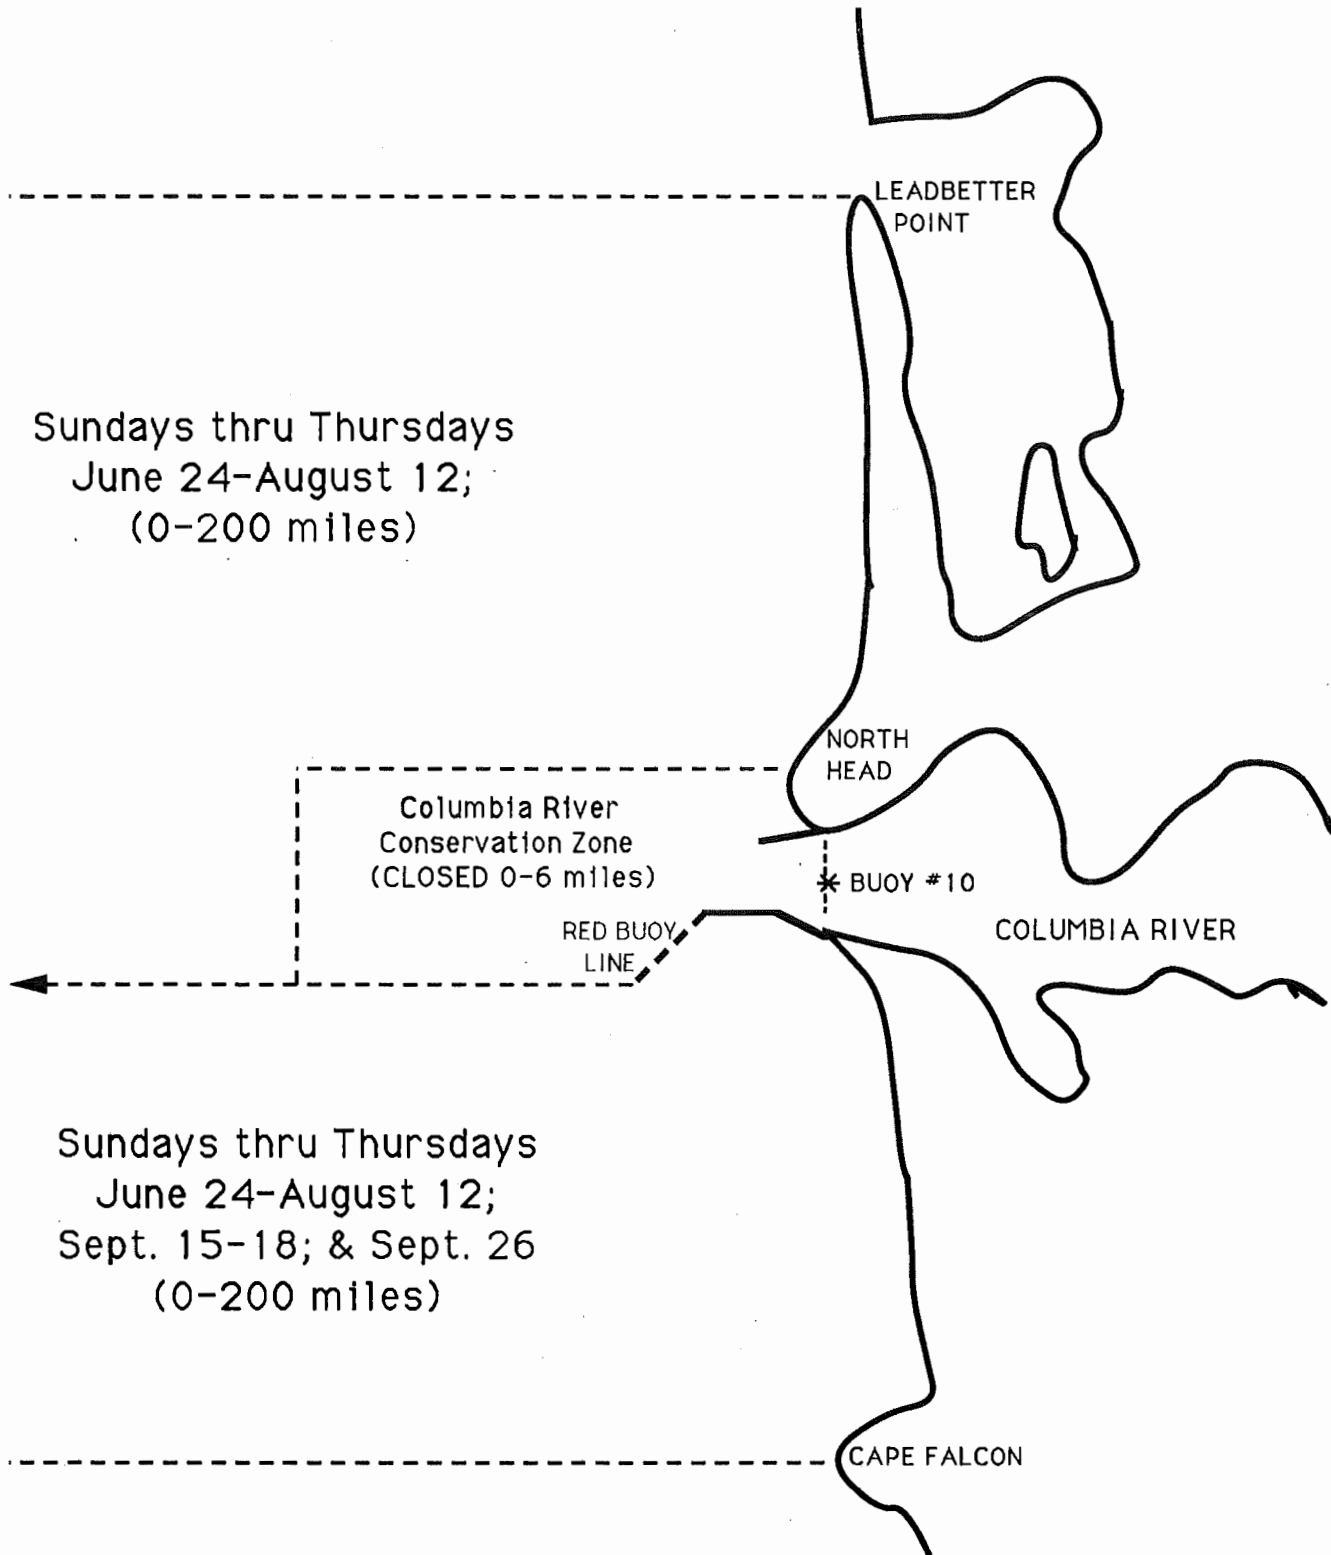 LEADBETTER
POINT
Sundays thru Thursdays
June 24-August 12;
(0-200 miles)
NORTH
HEAD
Columbia River
Conservation Zone
(CLOSED 0-6 miles)
BUOY #10
RED BUOY
LINE
COLUMBIA RIVER
Sundays thru Thursdays
June 24-August 12;
Sept. 15-18; & Sept. 26
(0-200 miles)
CAPE FALCON